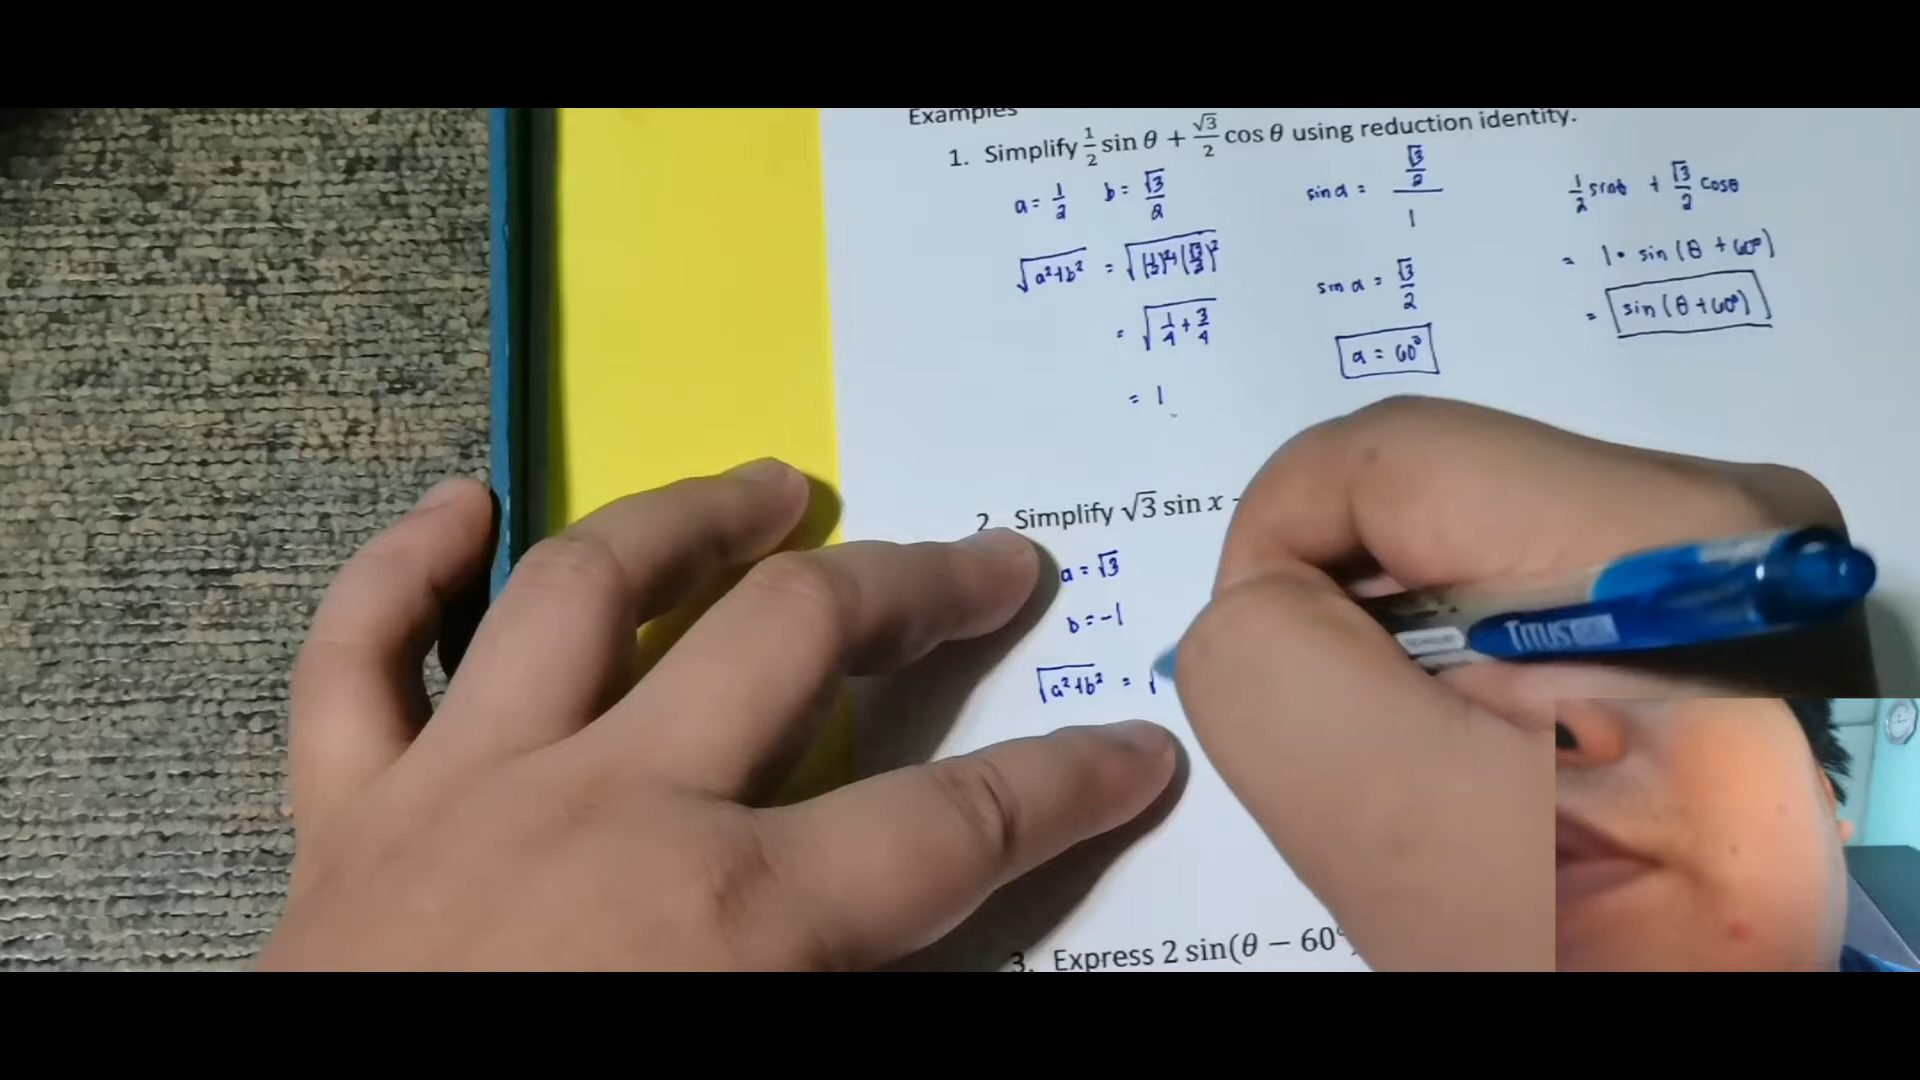 Examples
1. Simplify 1/2 sin θ + √3/2 cos θ using reduction identity.
a = 1/2 b = √3/2
√(a²+b²) = √((1/2)²+(√3/2)²)
= √(1/4 + 3/4)
= 1
sin α = (√3/2)/1
sin α = √3/2
α = 60°
1/2 sinθ + √3/2 cosθ
= 1 • sin (θ + 60°)
= sin (θ + 60°)
2. Simplify √3 sin x -
a = √3
b = -1
√(a²+b²) = √
TITUS
3. Express 2 sin(θ − 60°)